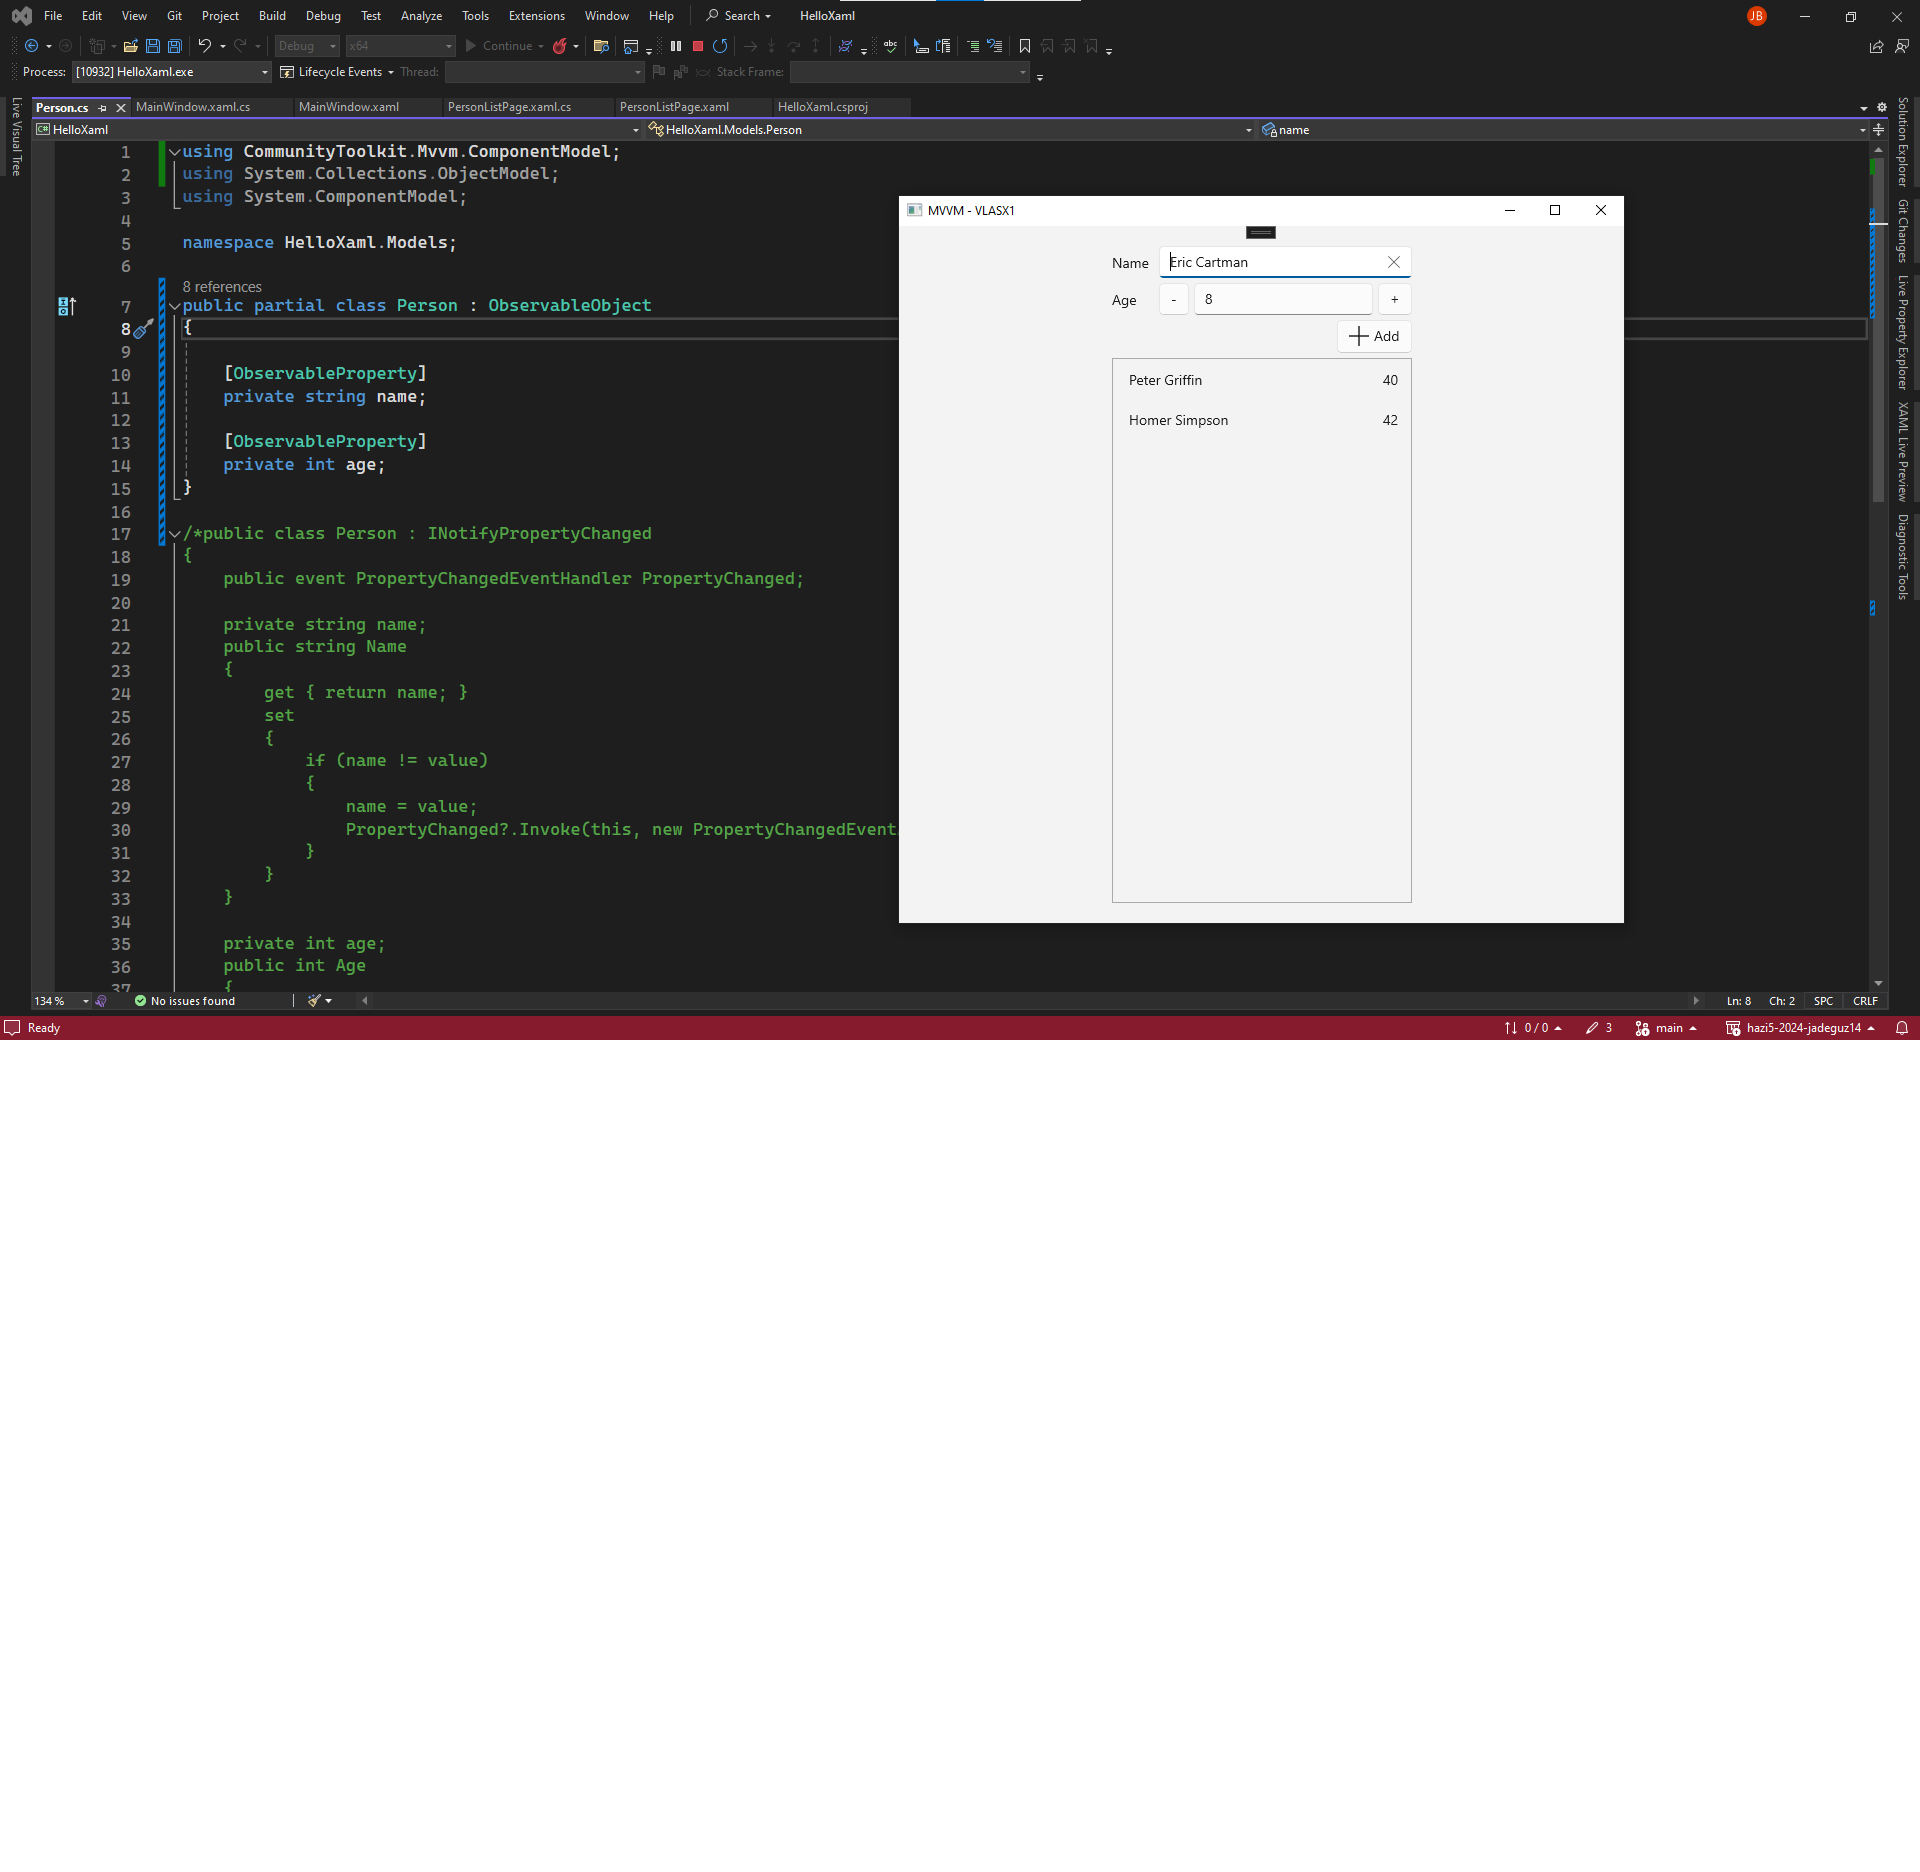 File Edit View Git Project Build Debug Test Analyze Tools Extensions Window Help Search HelloXaml JB
Debug x64 Continue
Process: [10932] HelloXaml.exe Lifecycle Events Thread: Stack Frame:
Person.cs MainWindow.xaml.cs MainWindow.xaml PersonListPage.xaml.cs PersonListPage.xaml HelloXaml.csproj
HelloXaml HelloXaml.Models.Person name
Live Visual Tree
1 using CommunityToolkit.Mvvm.ComponentModel;
2 using System.Collections.ObjectModel;
3 using System.ComponentModel;
4
5 namespace HelloXaml.Models;
6
8 references
7 public partial class Person : ObservableObject
8 {
9
10 [ObservableProperty]
11 private string name;
12
13 [ObservableProperty]
14 private int age;
15 }
16
17 /*public class Person : INotifyPropertyChanged
18 {
19 public event PropertyChangedEventHandler PropertyChanged;
20
21 private string name;
22 public string Name
23 {
24 get { return name; }
25 set
26 {
27 if (name != value)
28 {
29 name = value;
30 PropertyChanged?.Invoke(this, new PropertyChangedEvent
31 }
32 }
33 }
34
35 private int age;
36 public int Age
37 {
MVVM - VLASX1
Name Eric Cartman
Age - 8 +
Add
Peter Griffin 40
Homer Simpson 42
Solution Explorer
Git Changes
Live Property Explorer
XAML Live Preview
Diagnostic Tools
134 % No issues found Ln: 8 Ch: 2 SPC CRLF
Ready 0 / 0 3 main hazi5-2024-jadeguz14